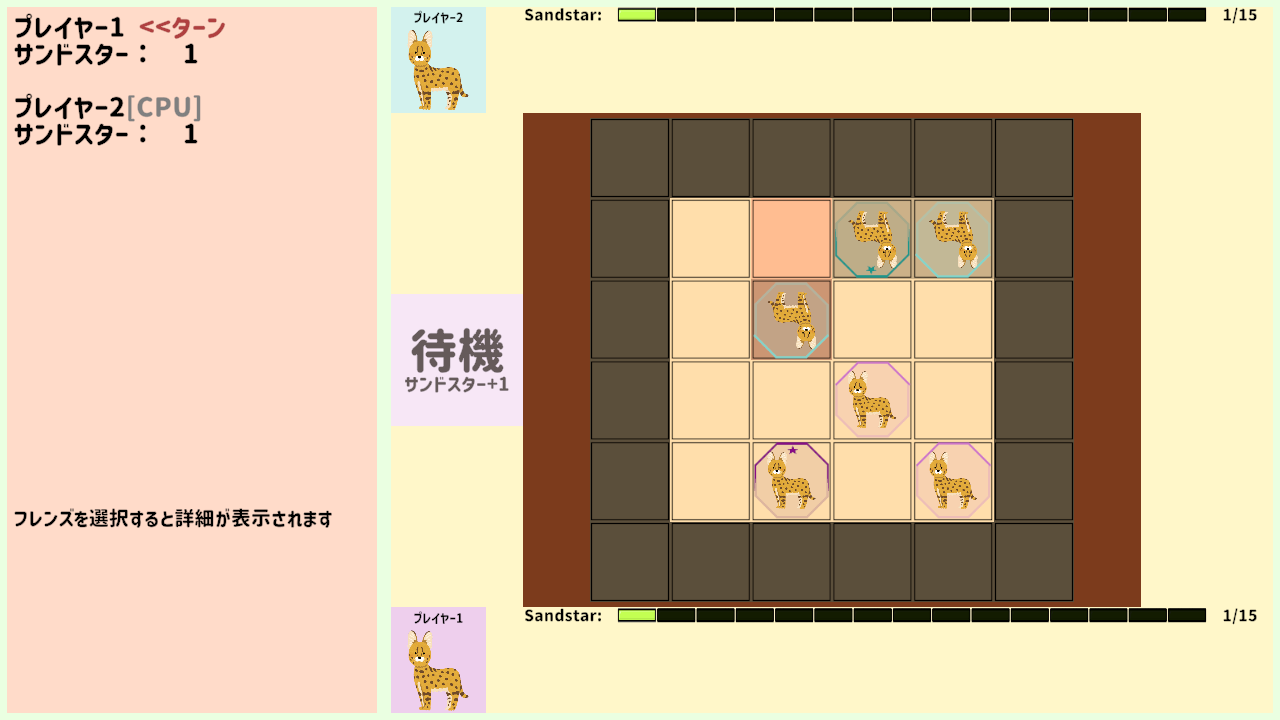 プレイヤー1 <<ターン
サンドスター： 1
プレイヤー2[CPU]
サンドスター： 1
フレンズを選択すると詳細が表示されます
プレイヤー2
Sandstar:
1/15
待機
サンドスター+1
プレイヤー1
Sandstar:
1/15